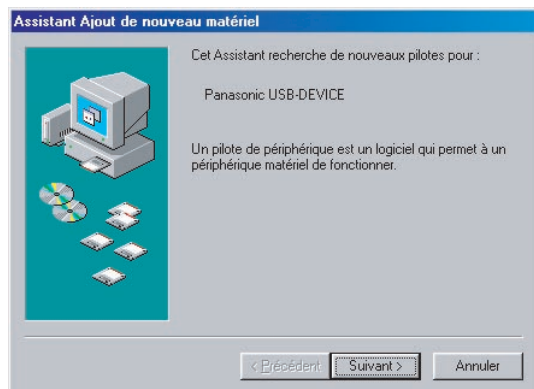 Assistant Ajout de nouveau matériel
Cet Assistant recherche de nouveaux pilotes pour :
Panasonic USB-DEVICE
Un pilote de périphérique est un logiciel qui permet à un
périphérique matériel de fonctionner.
< Précédent
Suivant >
Annuler